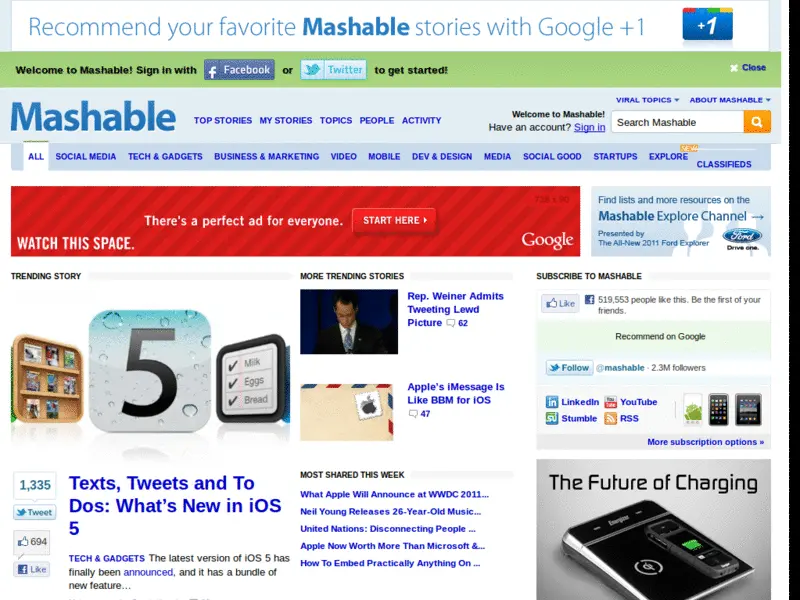 Recommend your favorite Mashable stories with Google +1
+1
Welcome to Mashable! Sign in with Facebook or Twitter to get started!
Close
VIRAL TOPICS ABOUT MASHABLE
Mashable
TOP STORIES MY STORIES TOPICS PEOPLE ACTIVITY
Welcome to Mashable!
Have an account? Sign in
Search Mashable
ALL SOCIAL MEDIA TECH & GADGETS BUSINESS & MARKETING VIDEO MOBILE DEV & DESIGN MEDIA SOCIAL GOOD STARTUPS EXPLORE NEW CLASSIFIEDS
728 x 90
There's a perfect ad for everyone. START HERE
WATCH THIS SPACE.
Google
Find lists and more resources on the
Mashable Explore Channel →
Presented by
The All-New 2011 Ford Explorer
Ford
Drive one.
TRENDING STORY
5
Milk
Eggs
Bread
1,335
Tweet
694
Like
Texts, Tweets and To
Dos: What's New in iOS
5
TECH & GADGETS The latest version of iOS 5 has
finally been announced, and it has a bundle of
new feature…
MORE TRENDING STORIES
Rep. Weiner Admits
Tweeting Lewd
Picture 62
Apple's iMessage Is
Like BBM for iOS
47
MOST SHARED THIS WEEK
What Apple Will Announce at WWDC 2011...
Neil Young Releases 26-Year-Old Music...
United Nations: Disconnecting People ...
Apple Now Worth More Than Microsoft &...
How To Embed Practically Anything On ...
SUBSCRIBE TO MASHABLE
Like 519,553 people like this. Be the first of your
friends.
Recommend on Google
Follow @mashable · 2.3M followers
LinkedIn YouTube
Stumble RSS
More subscription options »
The Future of Charging
Energizer